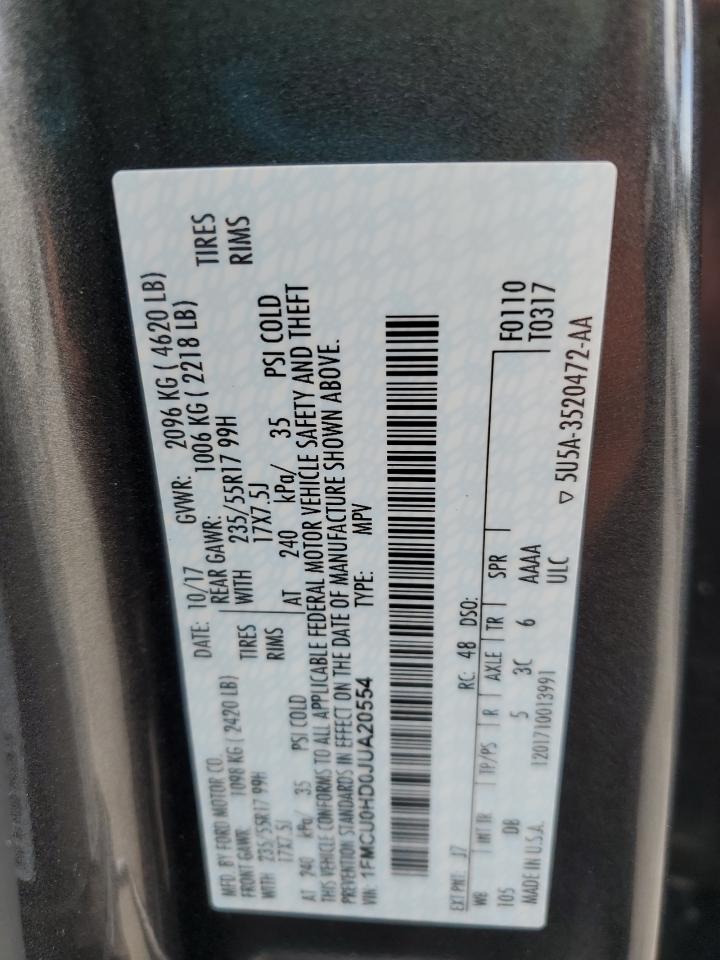 MFD. BY FORD MOTOR CO. DATE: 10/17 GVWR: 2096 KG ( 4620 LB)
FRONT GAWR: 1098 KG ( 2420 LB) REAR GAWR: 1006 KG ( 2218 LB)
WITH 235/55R17 99H TIRES WITH 235/55R17 99H TIRES
17X7.5J RIMS 17X7.5J RIMS
AT 240 kPa/ 35 PSI COLD AT 240 kPa/ 35 PSI COLD
THIS VEHICLE CONFORMS TO ALL APPLICABLE FEDERAL MOTOR VEHICLE SAFETY AND THEFT
PREVENTION STANDARDS IN EFFECT ON THE DATE OF MANUFACTURE SHOWN ABOVE.
VIN: 1FMCU0HD0JUA20554 TYPE: MPV
EXT PNT: J7 RC: 48 DSO:
WB INT TR TP/PS R AXLE TR SPR F0110
105 DB 5 3C 6 AAAA T0317
MADE IN U.S.A. 1201710013991 ULC ▽ 5U5A-3520472-AA